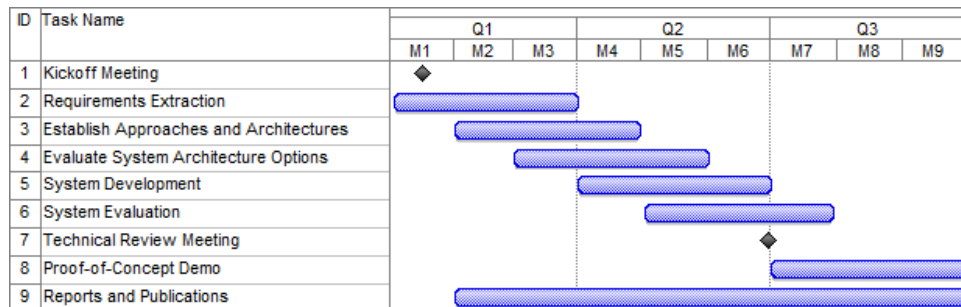 ID Task Name Q1 Q2 Q3
M1 M2 M3 M4 M5 M6 M7 M8 M9
1 Kickoff Meeting
2 Requirements Extraction
3 Establish Approaches and Architectures
4 Evaluate System Architecture Options
5 System Development
6 System Evaluation
7 Technical Review Meeting
8 Proof-of-Concept Demo
9 Reports and Publications